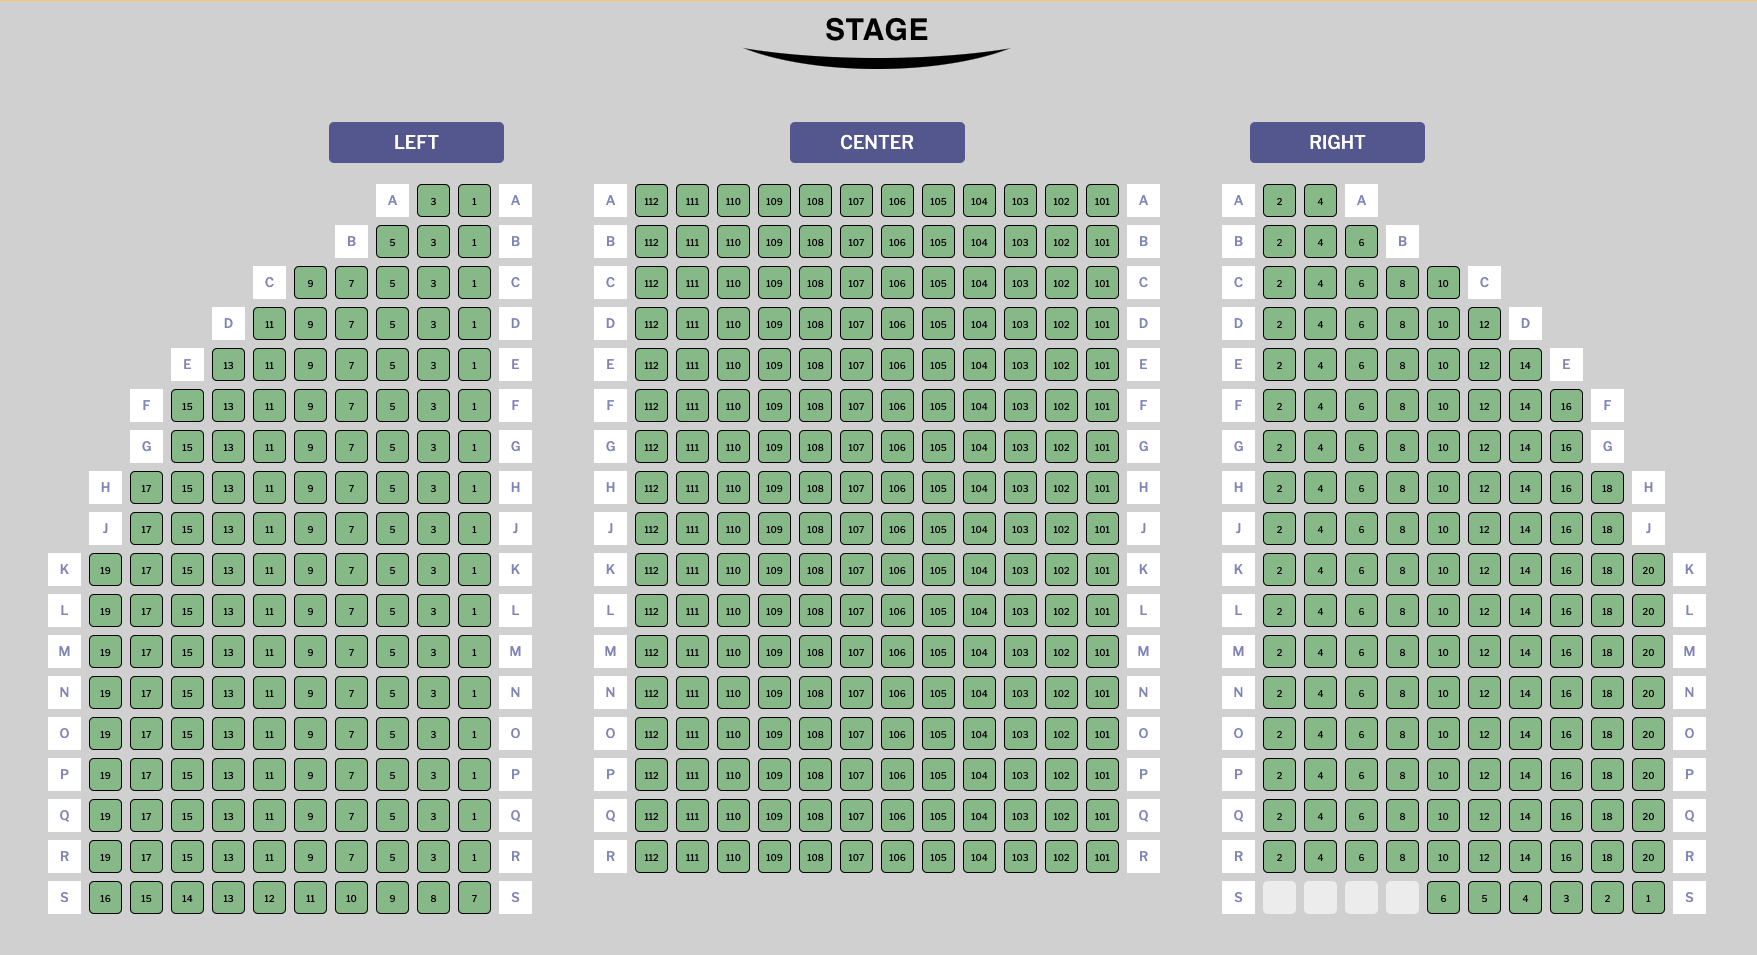 STAGE
LEFT CENTER RIGHT
A 3 1 A A 112 111 110 109 108 107 106 105 104 103 102 101 A A 2 4 A
B 5 3 1 B B 112 111 110 109 108 107 106 105 104 103 102 101 B B 2 4 6 B
C 9 7 5 3 1 C C 112 111 110 109 108 107 106 105 104 103 102 101 C C 2 4 6 8 10 C
D 11 9 7 5 3 1 D D 112 111 110 109 108 107 106 105 104 103 102 101 D D 2 4 6 8 10 12 D
E 13 11 9 7 5 3 1 E E 112 111 110 109 108 107 106 105 104 103 102 101 E E 2 4 6 8 10 12 14 E
F 15 13 11 9 7 5 3 1 F F 112 111 110 109 108 107 106 105 104 103 102 101 F F 2 4 6 8 10 12 14 16 F
G 15 13 11 9 7 5 3 1 G G 112 111 110 109 108 107 106 105 104 103 102 101 G G 2 4 6 8 10 12 14 16 G
H 17 15 13 11 9 7 5 3 1 H H 112 111 110 109 108 107 106 105 104 103 102 101 H H 2 4 6 8 10 12 14 16 18 H
J 17 15 13 11 9 7 5 3 1 J J 112 111 110 109 108 107 106 105 104 103 102 101 J J 2 4 6 8 10 12 14 16 18 J
K 19 17 15 13 11 9 7 5 3 1 K K 112 111 110 109 108 107 106 105 104 103 102 101 K K 2 4 6 8 10 12 14 16 18 20 K
L 19 17 15 13 11 9 7 5 3 1 L L 112 111 110 109 108 107 106 105 104 103 102 101 L L 2 4 6 8 10 12 14 16 18 20 L
M 19 17 15 13 11 9 7 5 3 1 M M 112 111 110 109 108 107 106 105 104 103 102 101 M M 2 4 6 8 10 12 14 16 18 20 M
N 19 17 15 13 11 9 7 5 3 1 N N 112 111 110 109 108 107 106 105 104 103 102 101 N N 2 4 6 8 10 12 14 16 18 20 N
O 19 17 15 13 11 9 7 5 3 1 O O 112 111 110 109 108 107 106 105 104 103 102 101 O O 2 4 6 8 10 12 14 16 18 20 O
P 19 17 15 13 11 9 7 5 3 1 P P 112 111 110 109 108 107 106 105 104 103 102 101 P P 2 4 6 8 10 12 14 16 18 20 P
Q 19 17 15 13 11 9 7 5 3 1 Q Q 112 111 110 109 108 107 106 105 104 103 102 101 Q Q 2 4 6 8 10 12 14 16 18 20 Q
R 19 17 15 13 11 9 7 5 3 1 R R 112 111 110 109 108 107 106 105 104 103 102 101 R R 2 4 6 8 10 12 14 16 18 20 R
S 16 15 14 13 12 11 10 9 8 7 S S 6 5 4 3 2 1 S